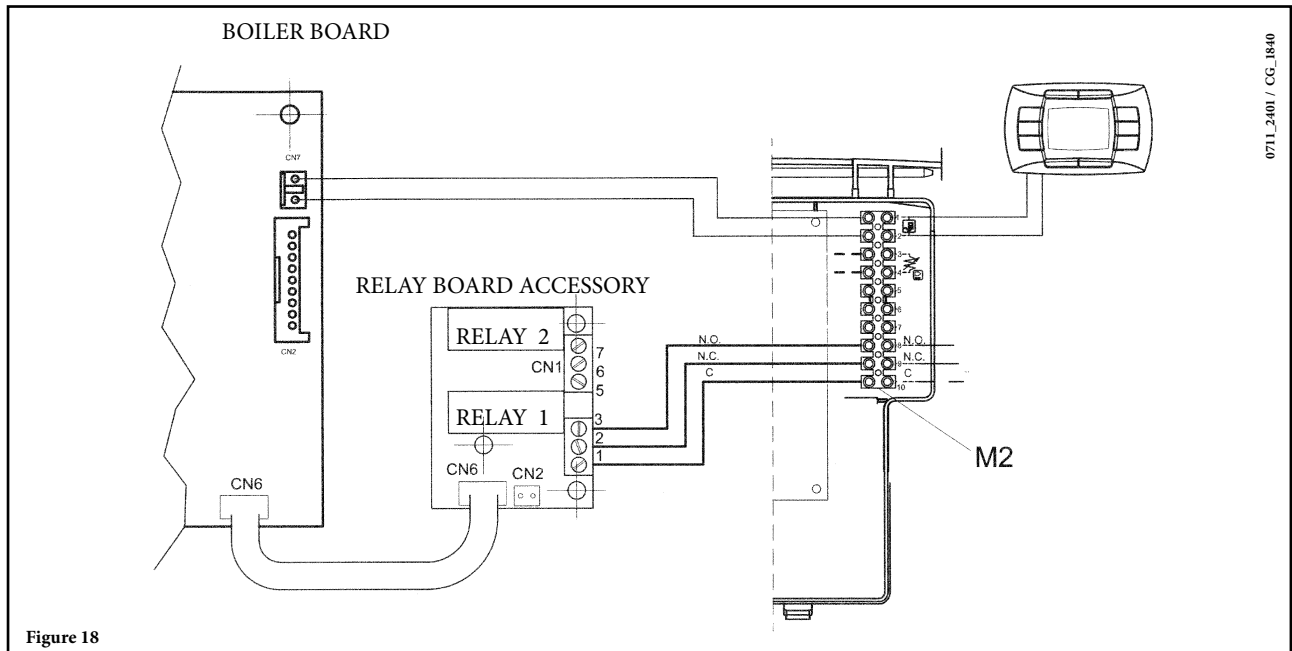 BOILER BOARD
0711_2401 / CG_1840
CN7
CN2
RELAY BOARD ACCESSORY
RELAY 2
CN1
7
6
5
RELAY 1
3
2
1
CN6
CN2
CN6
1
2
3
4
5
6
7
N.O.
8
N.O.
N.C.
9
N.C.
C
10
C
M2
Figure 18